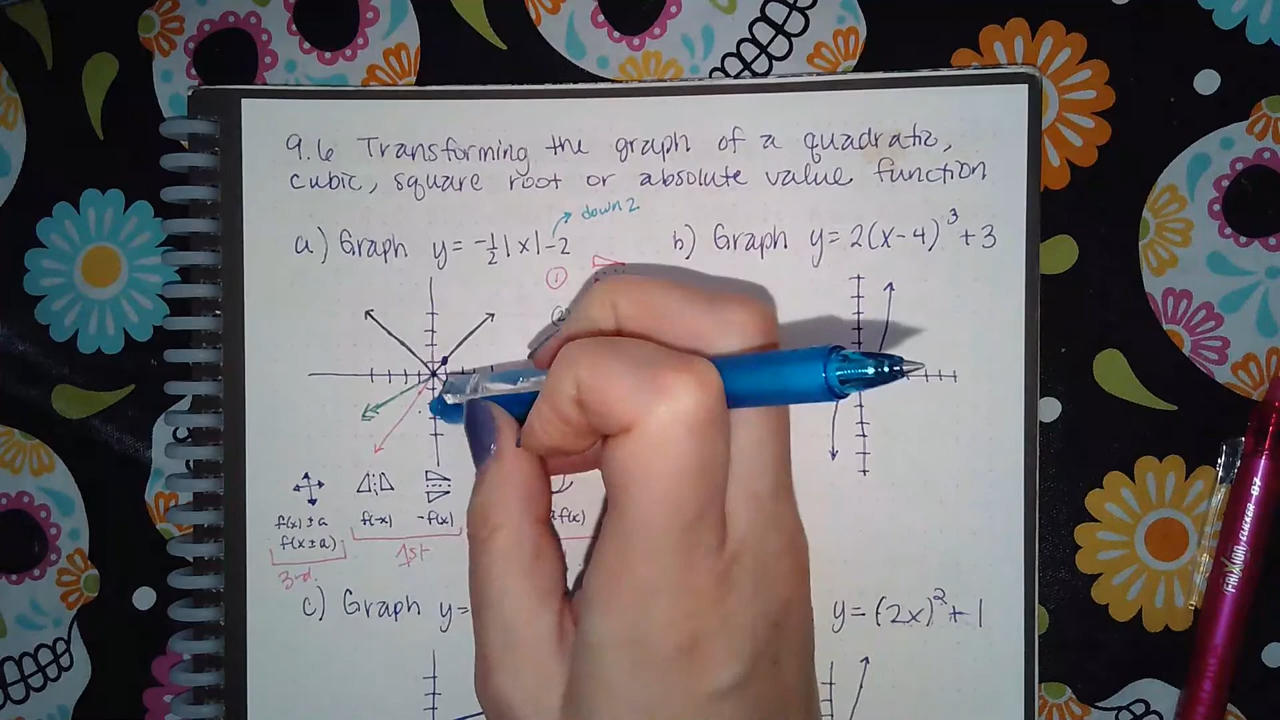 9.6 Transforming the graph of a quadratic,
cubic, square root or absolute value function
down 2
a) Graph y = -½|x|-2
b) Graph y = 2(x-4)³+3
①
②
f(x) ± a
f(-x)
-f(x)
f(x)
f(x±a)
1st
3rd
c) Graph y=
y = (2x)²+1
FRIXION CLICKER 07